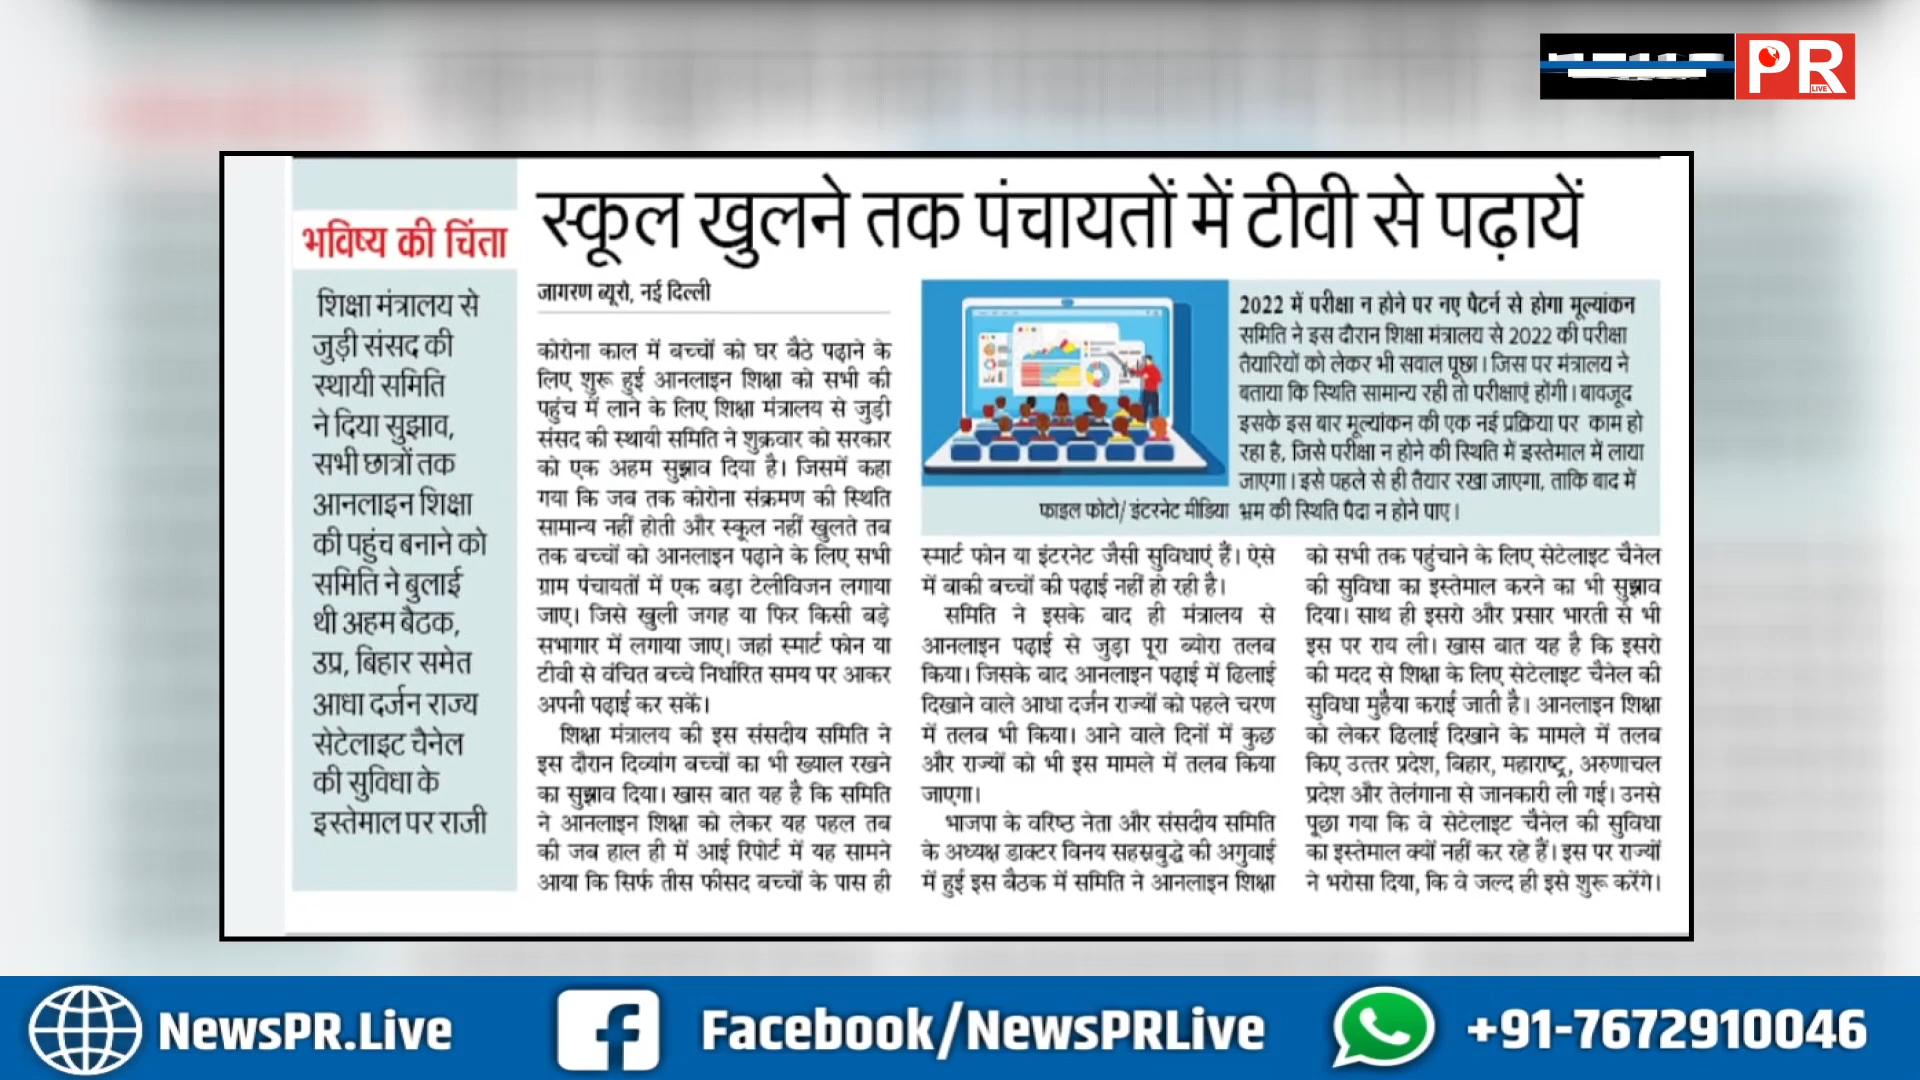 PR
LIVE
भविष्य की चिंता
शिक्षा मंत्रालय से
जुड़ी संसद की
स्थायी समिति
ने दिया सुझाव,
सभी छात्रों तक
आनलाइन शिक्षा
की पहुंच बनाने को
समिति ने बुलाई
थी अहम बैठक,
उप्र, बिहार समेत
आधा दर्जन राज्य
सेटेलाइट चैनेल
की सुविधा के
इस्तेमाल पर राजी
स्कूल खुलने तक पंचायतों में टीवी से पढ़ायें
जागरण ब्यूरो, नई दिल्ली
कोरोना काल में बच्चों को घर बैठे पढ़ाने के
लिए शुरू हुई आनलाइन शिक्षा को सभी की
पहुंच में लाने के लिए शिक्षा मंत्रालय से जुड़ी
संसद की स्थायी समिति ने शुक्रवार को सरकार
को एक अहम सुझाव दिया है। जिसमें कहा
गया कि जब तक कोरोना संक्रमण की स्थिति
सामान्य नहीं होती और स्कूल नहीं खुलते तब
तक बच्चों को आनलाइन पढ़ाने के लिए सभी
ग्राम पंचायतों में एक बड़ा टेलीविजन लगाया
जाए। जिसे खुली जगह या फिर किसी बड़े
सभागार में लगाया जाए। जहां स्मार्ट फोन या
टीवी से वंचित बच्चे निर्धारित समय पर आकर
अपनी पढ़ाई कर सकें।
शिक्षा मंत्रालय की इस संसदीय समिति ने
इस दौरान दिव्यांग बच्चों का भी ख्याल रखने
का सुझाव दिया। खास बात यह है कि समिति
ने आनलाइन शिक्षा को लेकर यह पहल तब
की जब हाल ही में आई रिपोर्ट में यह सामने
आया कि सिर्फ तीस फीसद बच्चों के पास ही
फाइल फोटो/ इंटरनेट मीडिया
2022 में परीक्षा न होने पर नए पैटर्न से होगा मूल्यांकन
समिति ने इस दौरान शिक्षा मंत्रालय से 2022 की परीक्षा
तैयारियों को लेकर भी सवाल पूछा। जिस पर मंत्रालय ने
बताया कि स्थिति सामान्य रही तो परीक्षाएं होंगी। बावजूद
इसके इस बार मूल्यांकन की एक नई प्रक्रिया पर काम हो
रहा है, जिसे परीक्षा न होने की स्थिति में इस्तेमाल में लाया
जाएगा। इसे पहले से ही तैयार रखा जाएगा, ताकि बाद में
भ्रम की स्थिति पैदा न होने पाए।
स्मार्ट फोन या इंटरनेट जैसी सुविधाएं हैं। ऐसे
में बाकी बच्चों की पढ़ाई नहीं हो रही है।
समिति ने इसके बाद ही मंत्रालय से
आनलाइन पढ़ाई से जुड़ा पूरा ब्योरा तलब
किया। जिसके बाद आनलाइन पढ़ाई में ढिलाई
दिखाने वाले आधा दर्जन राज्यों को पहले चरण
में तलब भी किया। आने वाले दिनों में कुछ
और राज्यों को भी इस मामले में तलब किया
जाएगा।
भाजपा के वरिष्ठ नेता और संसदीय समिति
के अध्यक्ष डाक्टर विनय सहस्रबुद्धे की अगुवाई
में हुई इस बैठक में समिति ने आनलाइन शिक्षा
को सभी तक पहुंचाने के लिए सेटेलाइट चैनेल
की सुविधा का इस्तेमाल करने का भी सुझाव
दिया। साथ ही इसरो और प्रसार भारती से भी
इस पर राय ली। खास बात यह है कि इसरो
की मदद से शिक्षा के लिए सेटेलाइट चैनेल की
सुविधा मुहैया कराई जाती है। आनलाइन शिक्षा
को लेकर ढिलाई दिखाने के मामले में तलब
किए उत्तर प्रदेश, बिहार, महाराष्ट्र, अरुणाचल
प्रदेश और तेलंगाना से जानकारी ली गई। उनसे
पूछा गया कि वे सेटेलाइट चैनेल की सुविधा
का इस्तेमाल क्यों नहीं कर रहे हैं। इस पर राज्यों
ने भरोसा दिया, कि वे जल्द ही इसे शुरू करेंगे।
NewsPR.Live
Facebook/NewsPRLive
+91-7672910046